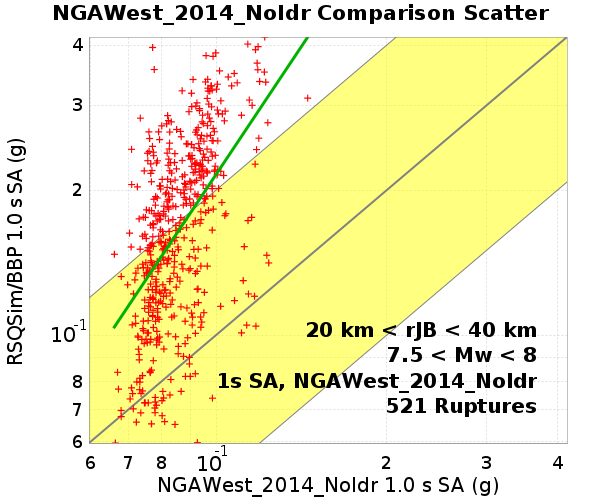 NGAWest_2014_NoIdr Comparison Scatter
RSQSim/BBP 1.0 s SA (g)
4
3
2
10⁻¹
8
7
6
20 km < rJB < 40 km
7.5 < Mw < 8
1s SA, NGAWest_2014_NoIdr
521 Ruptures
6 7 8 10⁻¹ 2 3 4
NGAWest_2014_NoIdr 1.0 s SA (g)